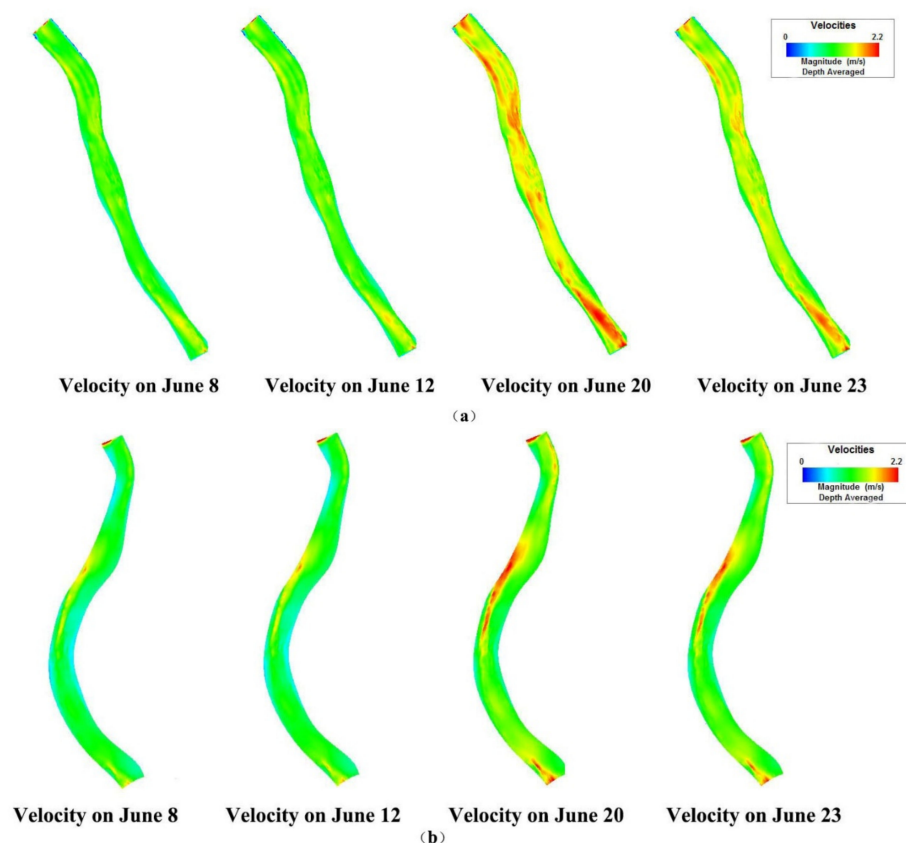 Velocities
0 2.2
Magnitude (m/s)
Depth Averaged
Velocity on June 8 Velocity on June 12 Velocity on June 20 Velocity on June 23
(a)
Velocities
0 2.2
Magnitude (m/s)
Depth Averaged
Velocity on June 8 Velocity on June 12 Velocity on June 20 Velocity on June 23
(b)